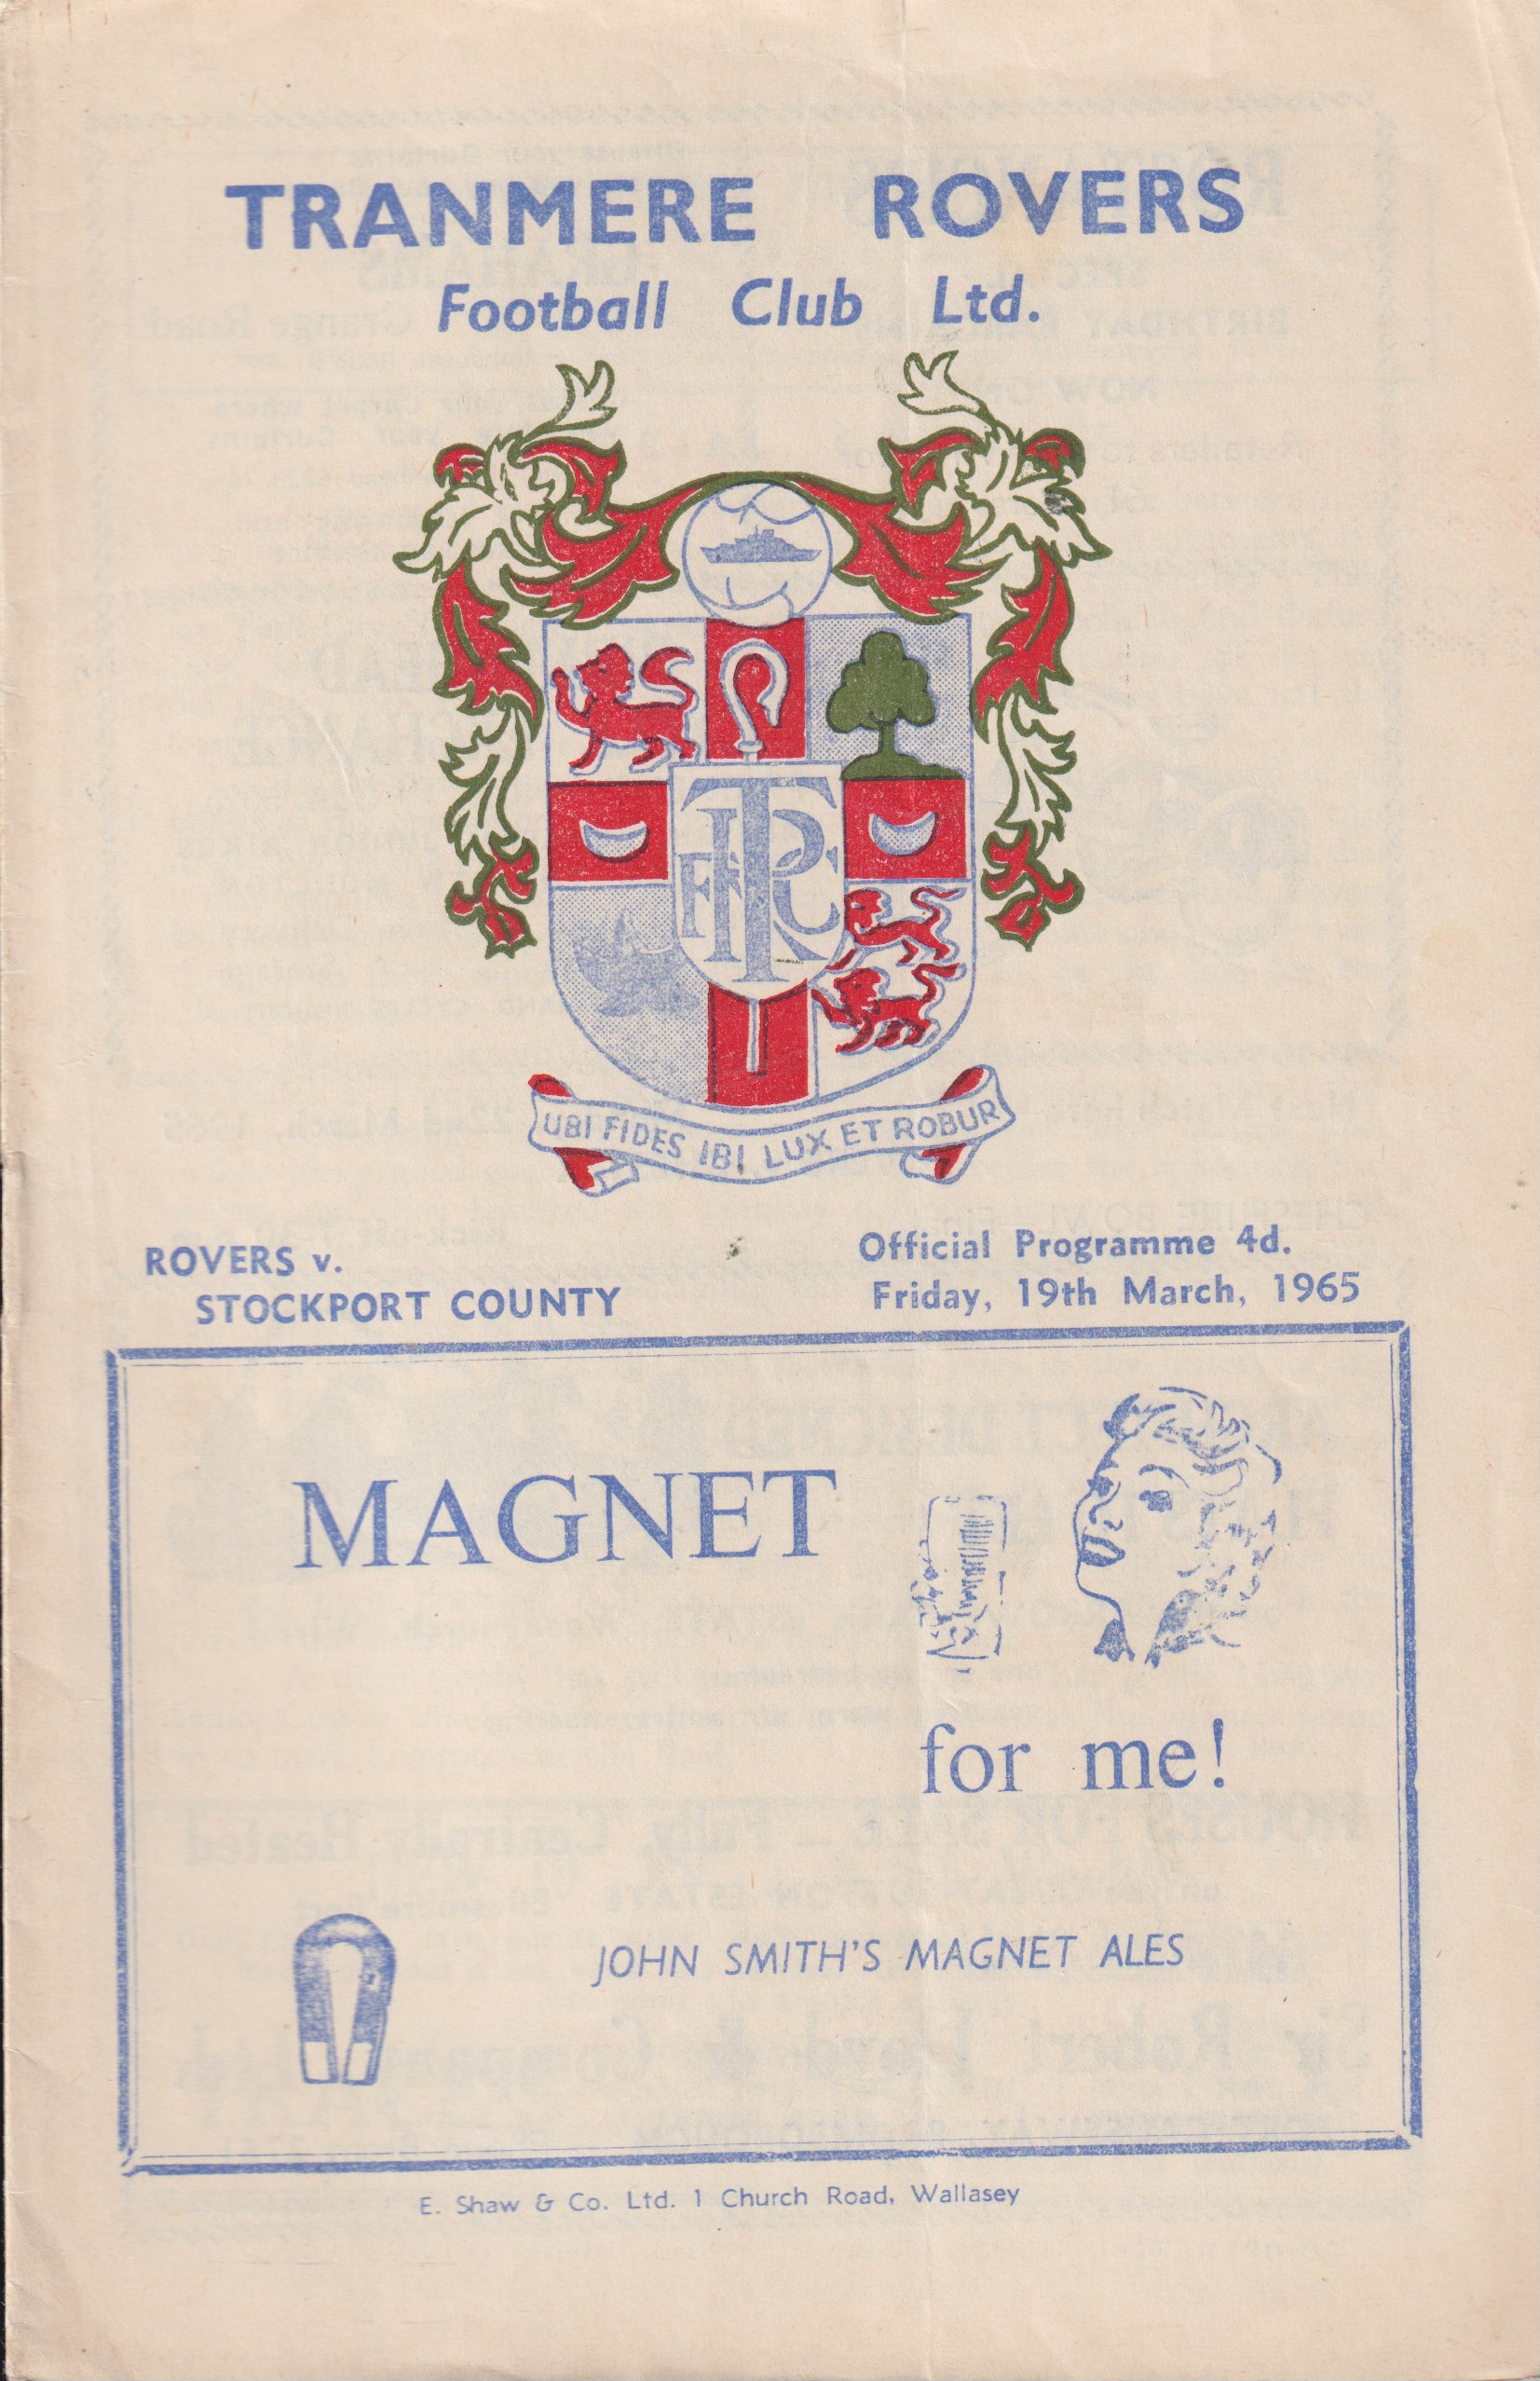 TRANMERE ROVERS
Football Club Ltd.
TRFC
UBI FIDES IBI LUX ET ROBUR
ROVERS v.
STOCKPORT COUNTY
Official Programme 4d.
Friday, 19th March, 1965
MAGNET
for me!
JOHN SMITH'S MAGNET ALES
E. Shaw & Co. Ltd. 1 Church Road, Wallasey